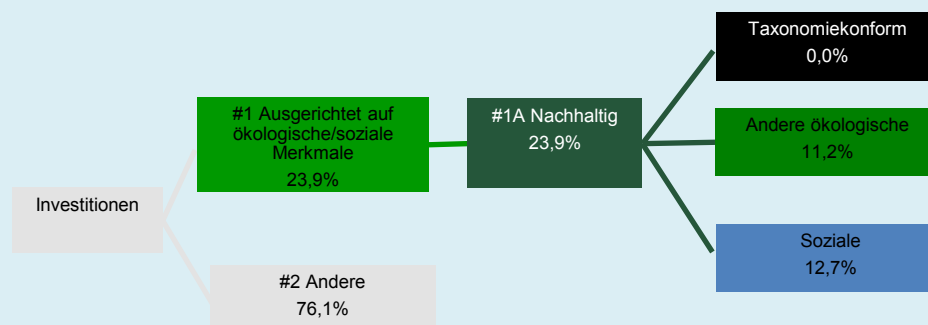 Investitionen
#1 Ausgerichtet auf
ökologische/soziale
Merkmale
23,9%
#2 Andere
76,1%
#1A Nachhaltig
23,9%
Taxonomiekonform
0,0%
Andere ökologische
11,2%
Soziale
12,7%